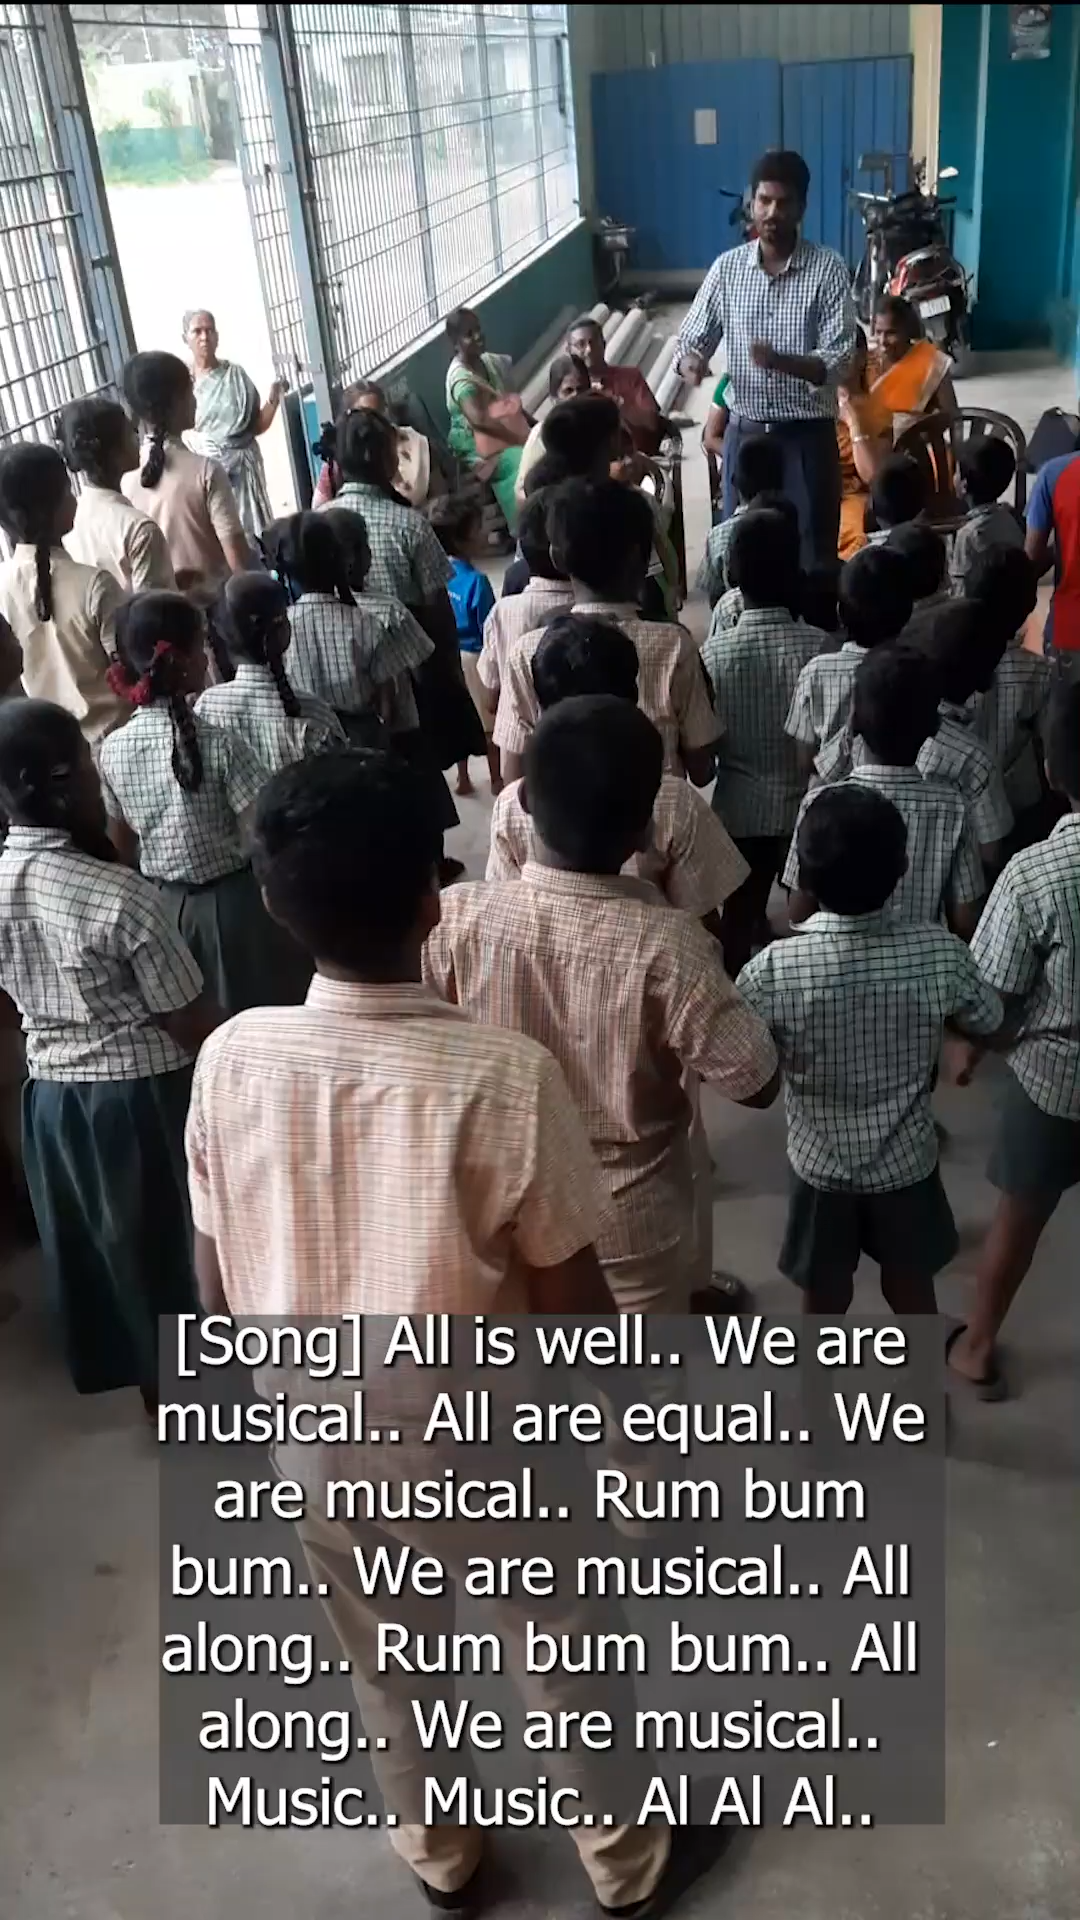 [Song] All is well.. We are
musical.. All are equal.. We
are musical.. Rum bum
bum.. We are musical.. All
along.. Rum bum bum.. All
along.. We are musical..
Music.. Music.. Al Al Al..